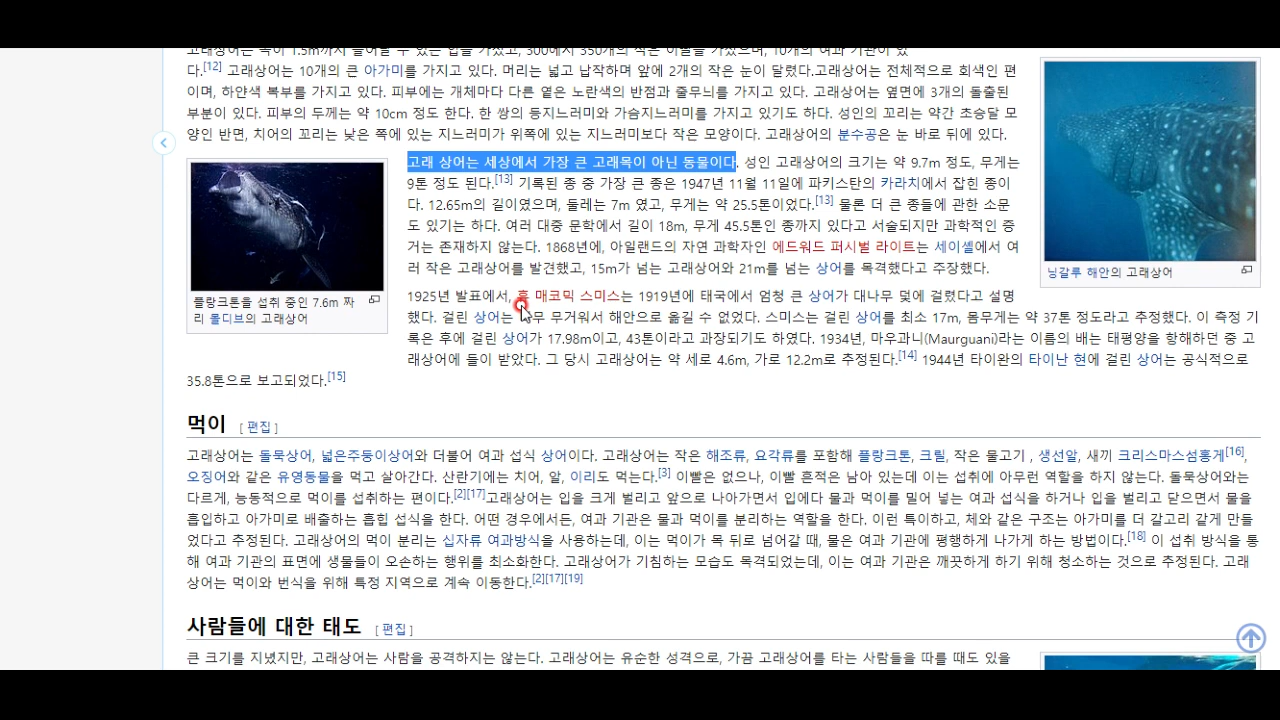 다.[12] 고래상어는 10개의 큰 아가미를 가지고 있다. 머리는 넓고 납작하며 앞에 2개의 작은 눈이 달렸다.고래상어는 전체적으로 회색인 편
이며, 하얀색 복부를 가지고 있다. 피부에는 개체마다 다른 옅은 노란색의 반점과 줄무늬를 가지고 있다. 고래상어는 옆면에 3개의 돌출된
부분이 있다. 피부의 두께는 약 10cm 정도 한다. 한 쌍의 등지느러미와 가슴지느러미를 가지고 있기도 하다. 성인의 꼬리는 약간 초승달 모
양인 반면, 치어의 꼬리는 낮은 쪽에 있는 지느러미가 위쪽에 있는 지느러미보다 작은 모양이다. 고래상어의 분수공은 눈 바로 뒤에 있다.
고래 상어는 세상에서 가장 큰 고래목이 아닌 동물이다. 성인 고래상어의 크기는 약 9.7m 정도, 무게는
9톤 정도 된다.[13] 기록된 종 중 가장 큰 종은 1947년 11월 11일에 파키스탄의 카라치에서 잡힌 종이
다. 12.65m의 길이였으며, 둘레는 7m 였고, 무게는 약 25.5톤이었다.[13] 물론 더 큰 종들에 관한 소문
도 있기는 하다. 여러 대중 문학에서 길이 18m, 무게 45.5톤인 종까지 있다고 서술되지만 과학적인 증
거는 존재하지 않는다. 1868년에, 아일랜드의 자연 과학자인 에드워드 퍼시벌 라이트는 세이셸에서 여
러 작은 고래상어를 발견했고, 15m가 넘는 고래상어와 21m를 넘는 상어를 목격했다고 주장했다.
닝갈루 해안의 고래상어
플랑크톤을 섭취 중인 7.6m 짜
리 몰디브의 고래상어
1925년 발표에서, 매코믹 스미스는 1919년에 태국에서 엄청 큰 상어가 대나무 덫에 걸렸다고 설명
했다. 걸린 상어는 무거워서 해안으로 옮길 수 없었다. 스미스는 걸린 상어를 최소 17m, 몸무게는 약 37톤 정도라고 추정했다. 이 측정 기
록은 후에 걸린 상어가 17.98m이고, 43톤이라고 과장되기도 하였다. 1934년, 마우과니(Maurguani)라는 이름의 배는 태평양을 항해하던 중 고
래상어에 들이 받았다. 그 당시 고래상어는 약 세로 4.6m, 가로 12.2m로 추정된다.[14] 1944년 타이완의 타이난 현에 걸린 상어는 공식적으로
35.8톤으로 보고되었다.[15]
먹이 [ 편집 ]
고래상어는 돌묵상어, 넓은주둥이상어와 더불어 여과 섭식 상어이다. 고래상어는 작은 해조류, 요각류를 포함해 플랑크톤, 크릴, 작은 물고기 , 생선알, 새끼 크리스마스섬홍게[16],
오징어와 같은 유영동물을 먹고 살아간다. 산란기에는 치어, 알, 이리도 먹는다.[3] 이빨은 없으나, 이빨 흔적은 남아 있는데 이는 섭취에 아무런 역할을 하지 않는다. 돌묵상어와는
다르게, 능동적으로 먹이를 섭취하는 편이다.[2][17]고래상어는 입을 크게 벌리고 앞으로 나아가면서 입에다 물과 먹이를 밀어 넣는 여과 섭식을 하거나 입을 벌리고 닫으면서 물을
흡입하고 아가미로 배출하는 흡힙 섭식을 한다. 어떤 경우에서든, 여과 기관은 물과 먹이를 분리하는 역할을 한다. 이런 특이하고, 체와 같은 구조는 아가미를 더 갈고리 같게 만들
었다고 추정된다. 고래상어의 먹이 분리는 십자류 여과방식을 사용하는데, 이는 먹이가 목 뒤로 넘어갈 때, 물은 여과 기관에 평행하게 나가게 하는 방법이다.[18] 이 섭취 방식을 통
해 여과 기관의 표면에 생물들이 오손하는 행위를 최소화한다. 고래상어가 기침하는 모습도 목격되었는데, 이는 여과 기관은 깨끗하게 하기 위해 청소하는 것으로 추정된다. 고래
상어는 먹이와 번식을 위해 특정 지역으로 계속 이동한다.[2][17][19]
사람들에 대한 태도 [ 편집 ]
큰 크기를 지녔지만, 고래상어는 사람을 공격하지는 않는다. 고래상어는 유순한 성격으로, 가끔 고래상어를 타는 사람들을 따를 때도 있을